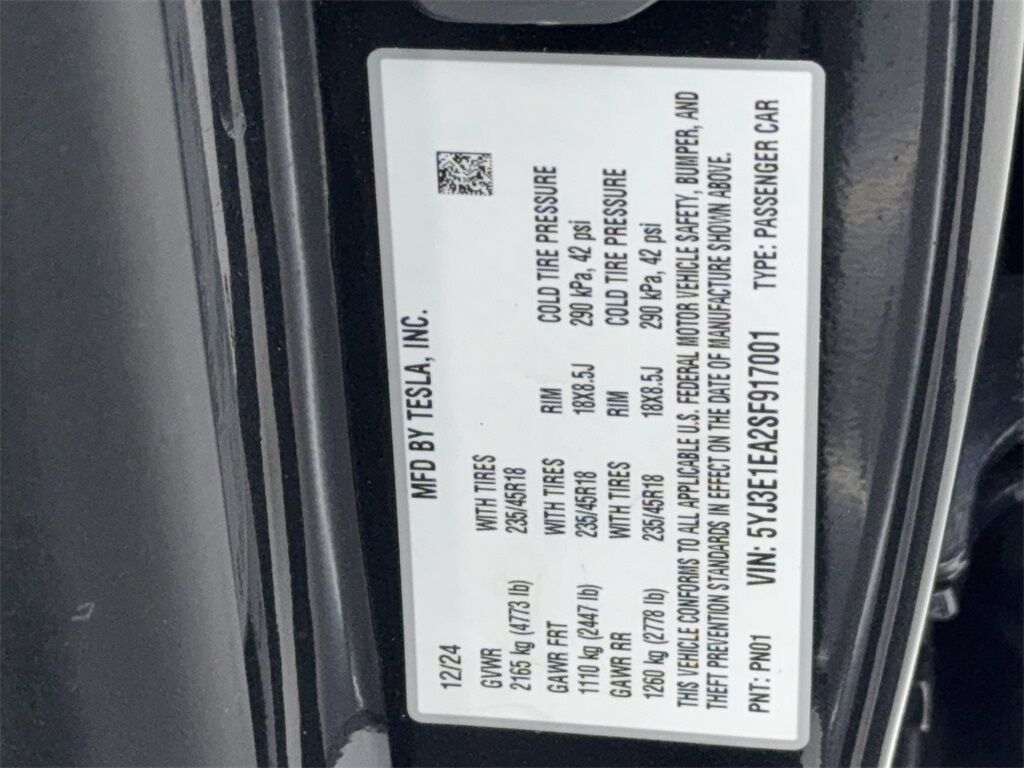 MFD BY TESLA, INC.
12/24
GVWR WITH TIRES
2165 kg (4773 lb) 235/45R18
GAWR FRT WITH TIRES RIM COLD TIRE PRESSURE
1110 kg (2447 lb) 235/45R18 18X8.5J 290 kPa, 42 psi
GAWR RR WITH TIRES RIM COLD TIRE PRESSURE
1260 kg (2778 lb) 235/45R18 18X8.5J 290 kPa, 42 psi
THIS VEHICLE CONFORMS TO ALL APPLICABLE U.S. FEDERAL MOTOR VEHICLE SAFETY, BUMPER, AND
THEFT PREVENTION STANDARDS IN EFFECT ON THE DATE OF MANUFACTURE SHOWN ABOVE.
PNT: PN01 VIN: 5YJ3E1EA2SF917001 TYPE: PASSENGER CAR